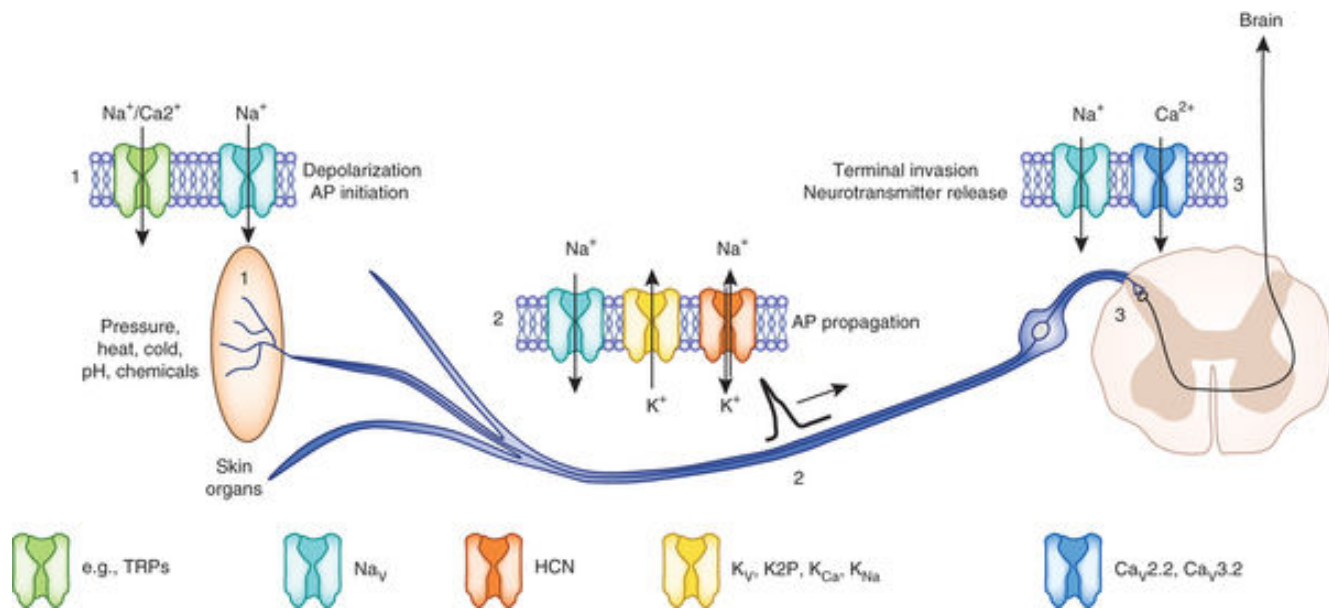 Brain
Na⁺/Ca2⁺
Na⁺
Na⁺
Ca²⁺
1
Depolarization
AP initiation
Terminal invasion
Neurotransmitter release
3
1
Na⁺
Na⁺
2
AP propagation
K⁺
K⁺
3
Pressure,
heat, cold,
pH, chemicals
Skin
organs
2
e.g., TRPs
Naᵥ
HCN
Kᵥ, K2P, K_Ca, K_Na
Caᵥ2.2, Caᵥ3.2